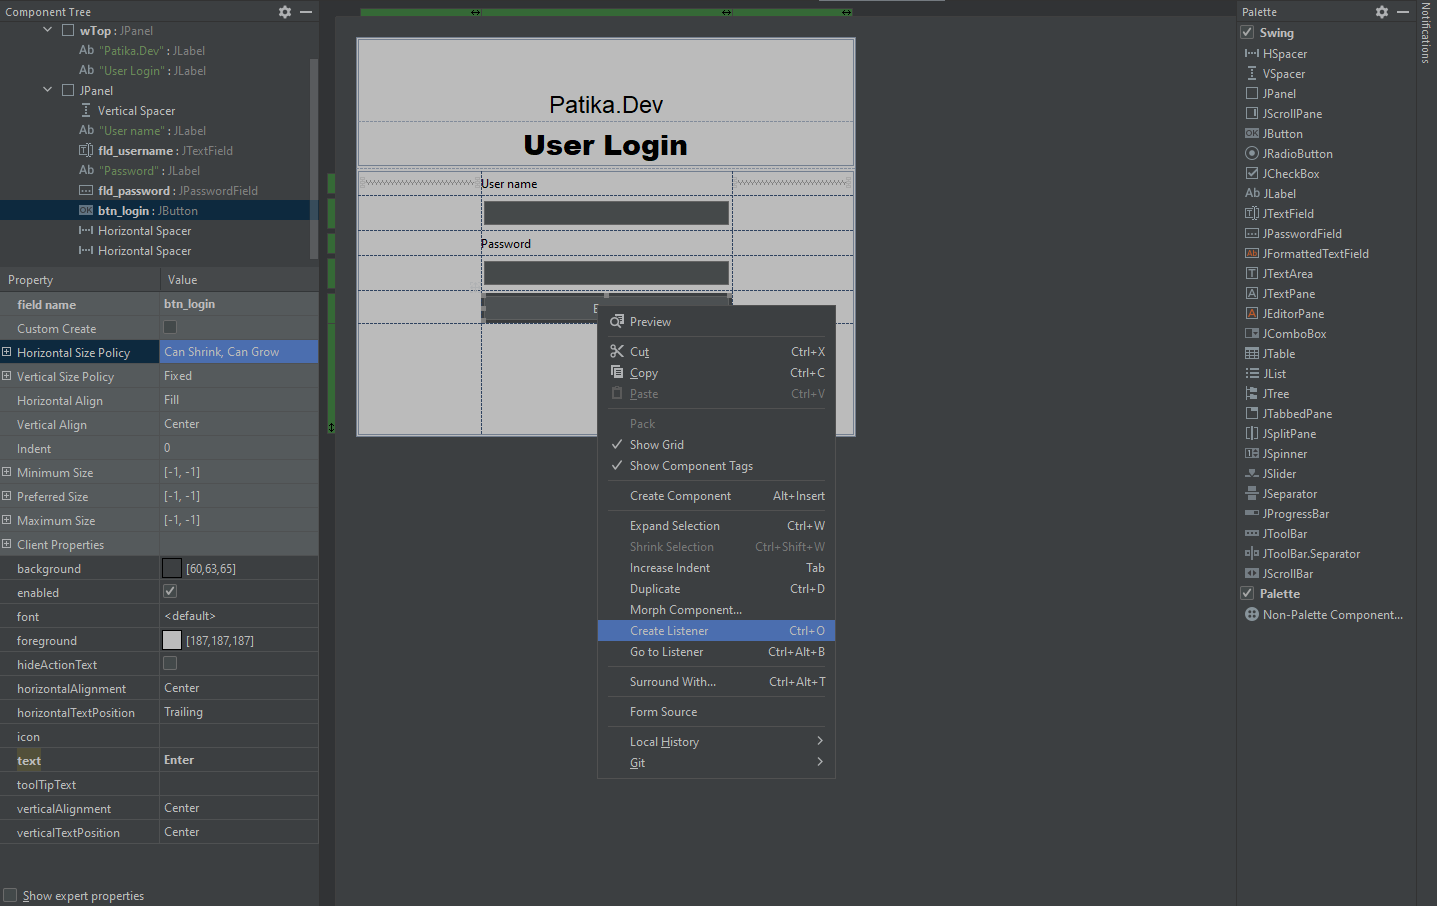 Component Tree
wTop : JPanel
Ab "Patika.Dev" : JLabel
Ab "User Login" : JLabel
JPanel
Vertical Spacer
Ab "User name" : JLabel
fld_username : JTextField
Ab "Password" : JLabel
fld_password : JPasswordField
OK btn_login : JButton
Horizontal Spacer
Horizontal Spacer
Property Value
field name btn_login
Custom Create
Horizontal Size Policy Can Shrink, Can Grow
Vertical Size Policy Fixed
Horizontal Align Fill
Vertical Align Center
Indent 0
Minimum Size [-1, -1]
Preferred Size [-1, -1]
Maximum Size [-1, -1]
Client Properties
background [60,63,65]
enabled
font <default>
foreground [187,187,187]
hideActionText
horizontalAlignment Center
horizontalTextPosition Trailing
icon
text Enter
toolTipText
verticalAlignment Center
verticalTextPosition Center
Show expert properties
Patika.Dev
User Login
User name
Password
Preview
Cut Ctrl+X
Copy Ctrl+C
Paste Ctrl+V
Pack
Show Grid
Show Component Tags
Create Component Alt+Insert
Expand Selection Ctrl+W
Shrink Selection Ctrl+Shift+W
Increase Indent Tab
Duplicate Ctrl+D
Morph Component...
Create Listener Ctrl+O
Go to Listener Ctrl+Alt+B
Surround With... Ctrl+Alt+T
Form Source
Local History
Git
Palette
Swing
HSpacer
VSpacer
JPanel
JScrollPane
OK JButton
JRadioButton
JCheckBox
Ab JLabel
JTextField
JPasswordField
Ab JFormattedTextField
JTextArea
JTextPane
JEditorPane
JComboBox
JTable
JList
JTree
JTabbedPane
JSplitPane
JSpinner
JSlider
JSeparator
JProgressBar
JToolBar
JToolBar.Separator
JScrollBar
Palette
Non-Palette Component...
Notifications